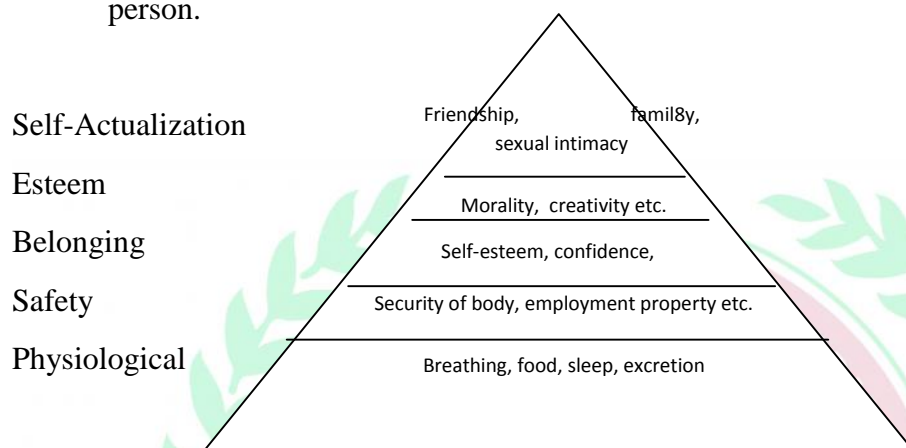 person.
Self-Actualization
Friendship, famil8y,
sexual intimacy
Esteem
Morality, creativity etc.
Belonging
Self-esteem, confidence,
Safety
Security of body, employment property etc.
Physiological
Breathing, food, sleep, excretion